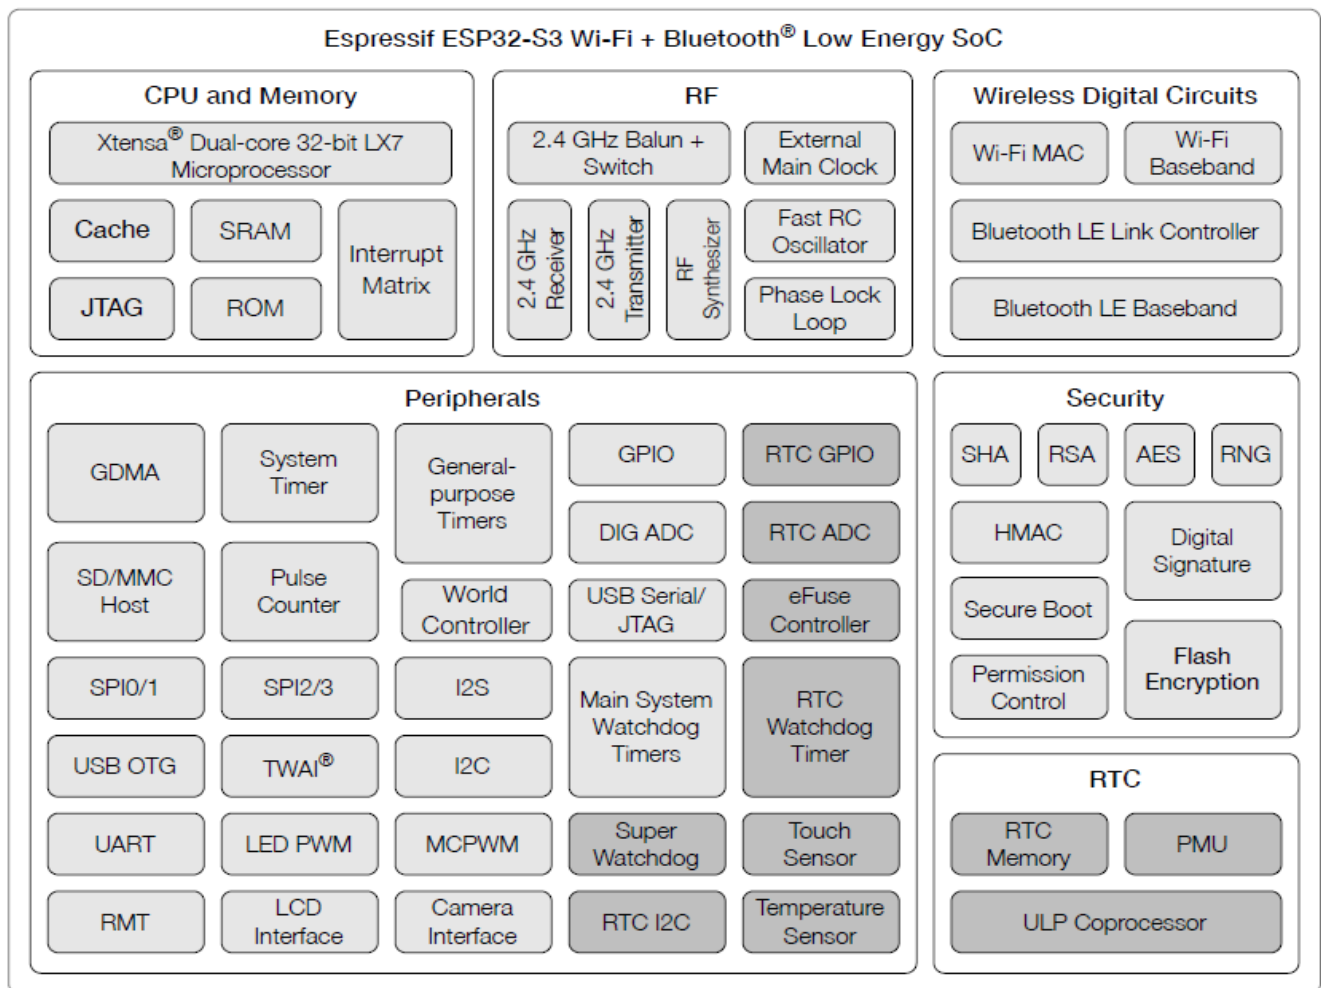 Espressif ESP32-S3 Wi-Fi + Bluetooth® Low Energy SoC
CPU and Memory
Xtensa® Dual-core 32-bit LX7
Microprocessor
Cache
SRAM
Interrupt
Matrix
JTAG
ROM
RF
2.4 GHz Balun +
Switch
External
Main Clock
2.4 GHz
Receiver
2.4 GHz
Transmitter
RF
Synthesizer
Fast RC
Oscillator
Phase Lock
Loop
Wireless Digital Circuits
Wi-Fi MAC
Wi-Fi
Baseband
Bluetooth LE Link Controller
Bluetooth LE Baseband
Peripherals
GDMA
System
Timer
General-
purpose
Timers
GPIO
RTC GPIO
DIG ADC
RTC ADC
SD/MMC
Host
Pulse
Counter
World
Controller
USB Serial/
JTAG
eFuse
Controller
SPI0/1
SPI2/3
I2S
Main System
Watchdog
Timers
RTC
Watchdog
Timer
USB OTG
TWAI®
I2C
UART
LED PWM
MCPWM
Super
Watchdog
Touch
Sensor
RMT
LCD
Interface
Camera
Interface
RTC I2C
Temperature
Sensor
Security
SHA
RSA
AES
RNG
HMAC
Digital
Signature
Secure Boot
Flash
Encryption
Permission
Control
RTC
RTC
Memory
PMU
ULP Coprocessor